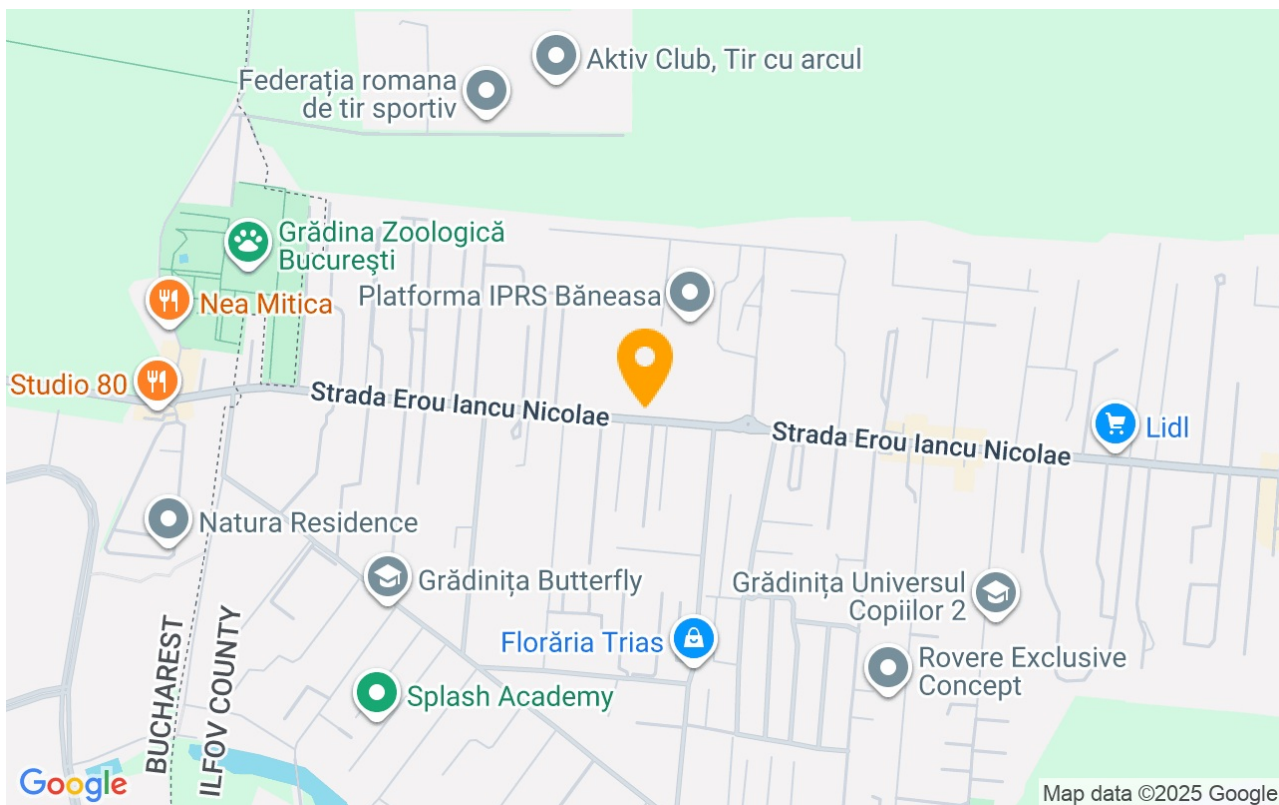 Aktiv Club, Tir cu arcul
Federația romana
de tir sportiv
Grădina Zoologică
București
Platforma IPRS Băneasa
Nea Mitica
Studio 80
Strada Erou Iancu Nicolae
Strada Erou Iancu Nicolae
Lidl
Natura Residence
Grădinița Butterfly
Grădinița Universul
Copiilor 2
Florăria Trias
Rovere Exclusive
Concept
Splash Academy
BUCHAREST
ILFOV COUNTY
Google
Map data ©2025 Google